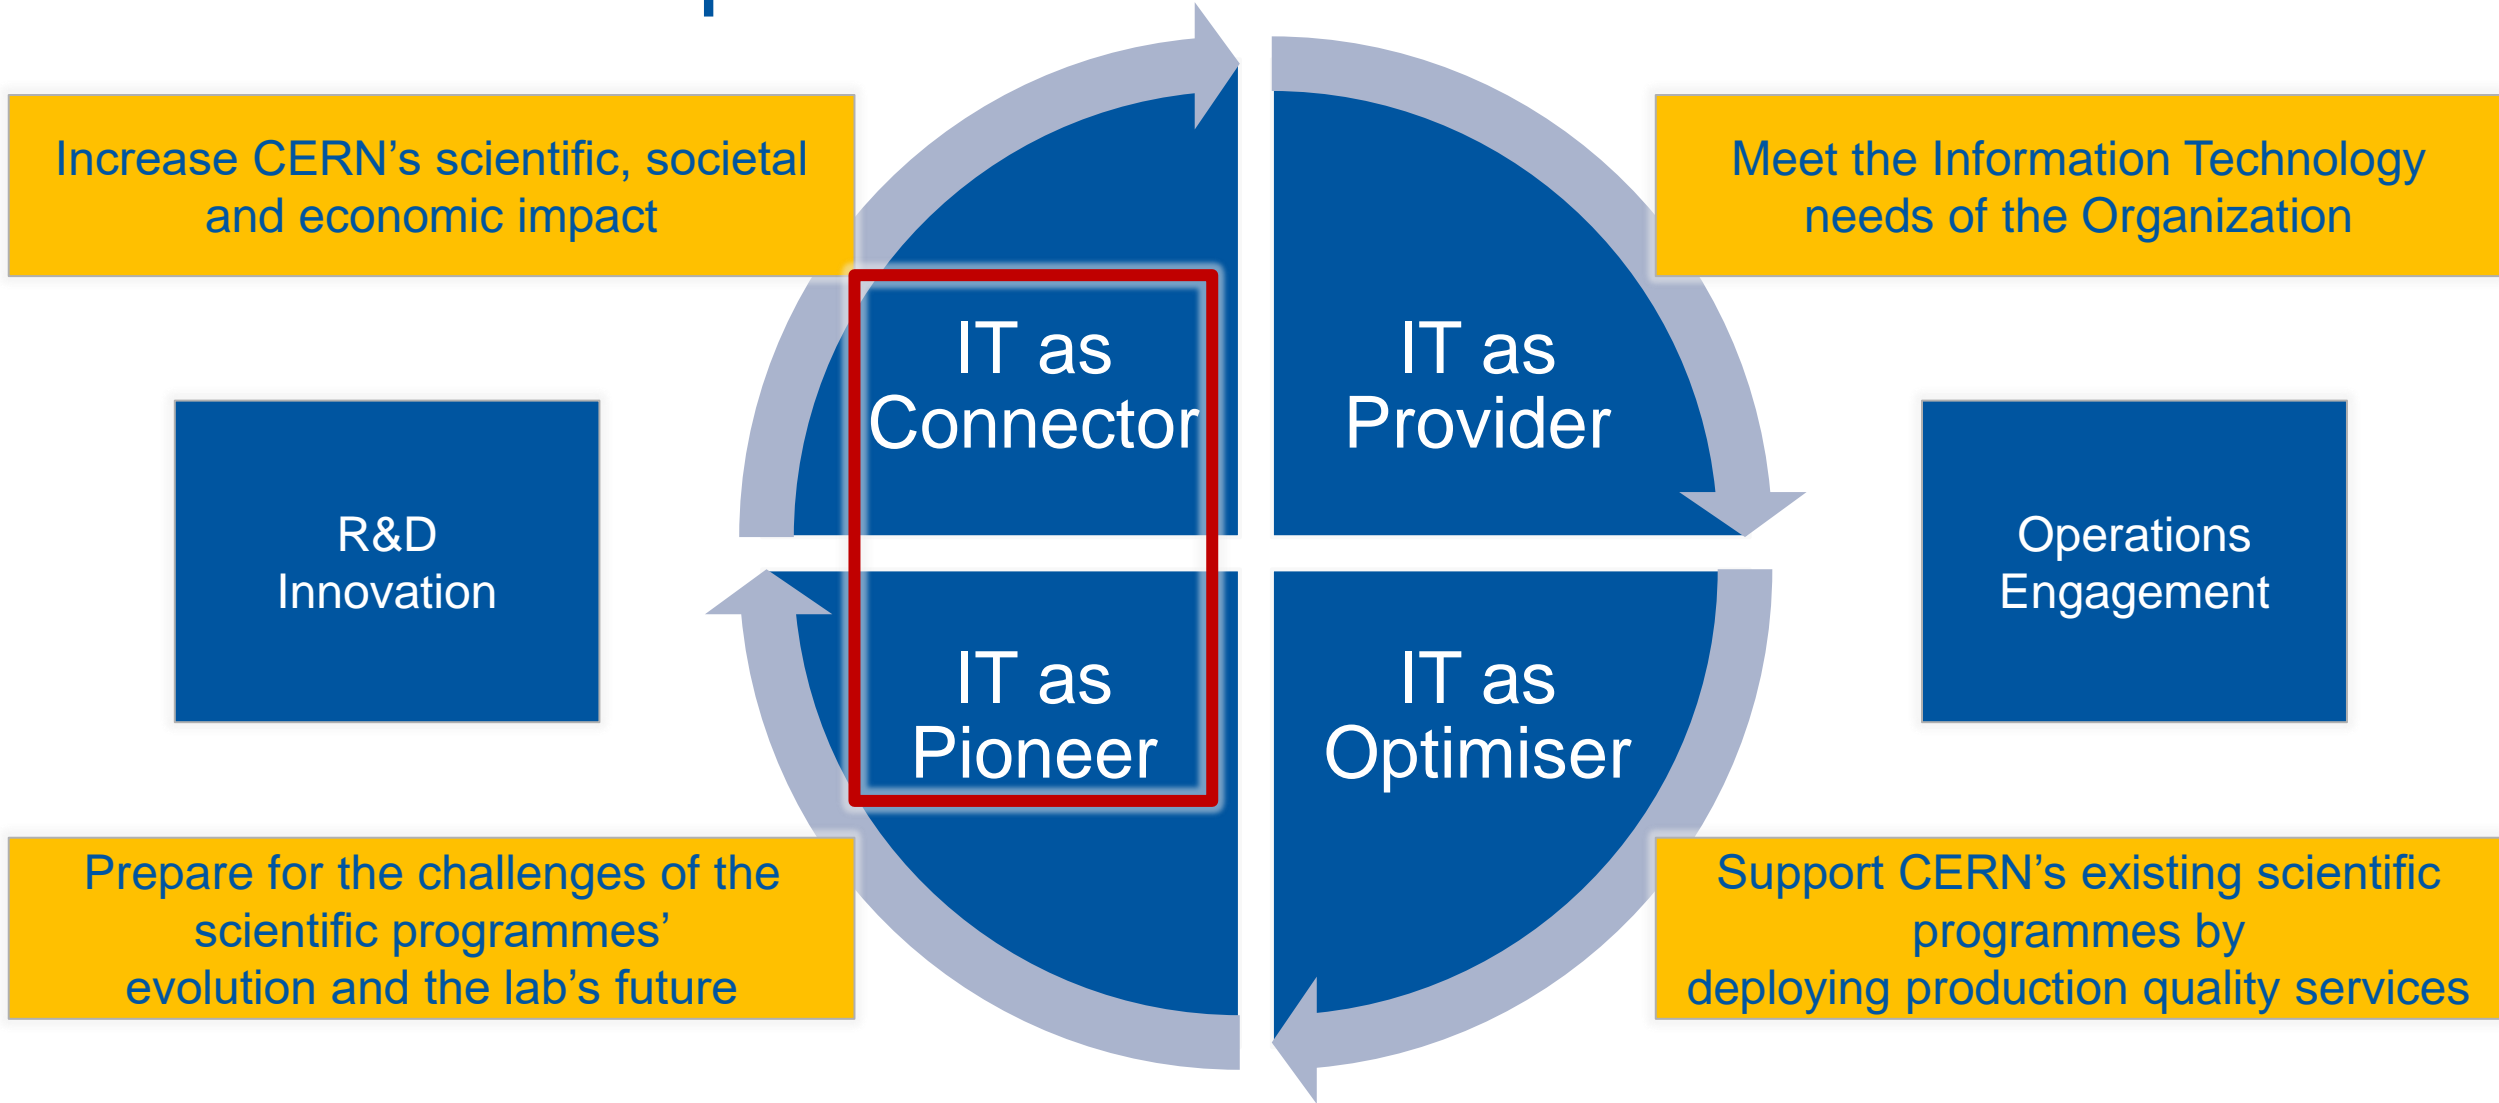 Increase CERN’s scientific, societal
and economic impact
Meet the Information Technology
needs of the Organization
IT as
Connector
IT as
Provider
R&D
Innovation
Operations
Engagement
IT as
Pioneer
IT as
Optimiser
Prepare for the challenges of the
scientific programmes’
evolution and the lab’s future
Support CERN’s existing scientific
programmes by
deploying production quality services